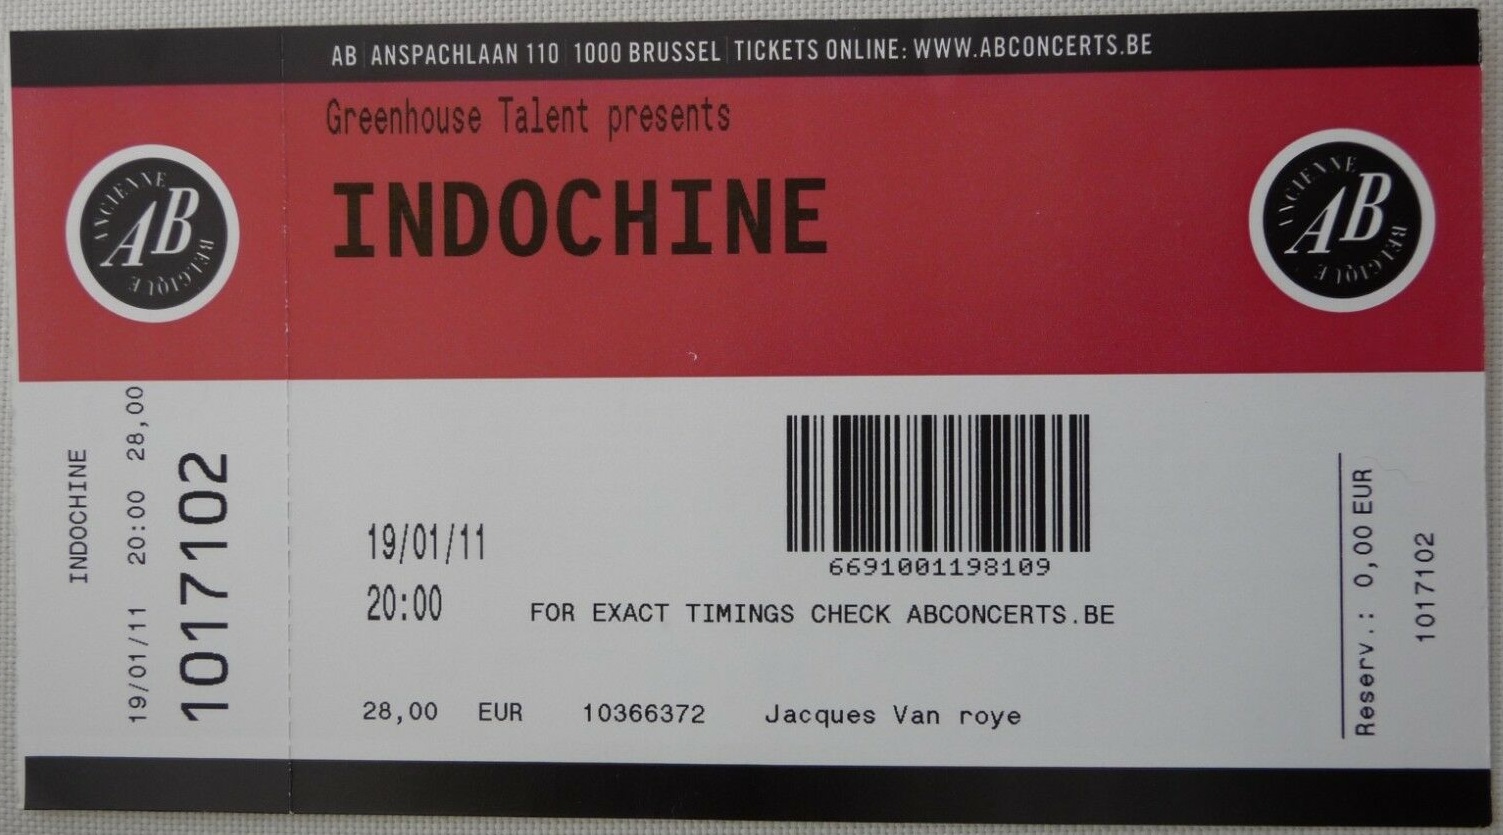 AB ANSPACHLAAN 110 1000 BRUSSEL TICKETS ONLINE: WWW.ABCONCERTS.BE
Greenhouse Talent presents
INDOCHINE
ANCIENNE
AB
BELGIQUE
ANCIENNE
AB
BELGIQUE
INDOCHINE
19/01/11 20:00 28,00
1017102
6691001198109
19/01/11
20:00
FOR EXACT TIMINGS CHECK ABCONCERTS.BE
28,00 EUR 10366372 Jacques Van roye
Reserv.: 0,00 EUR
1017102